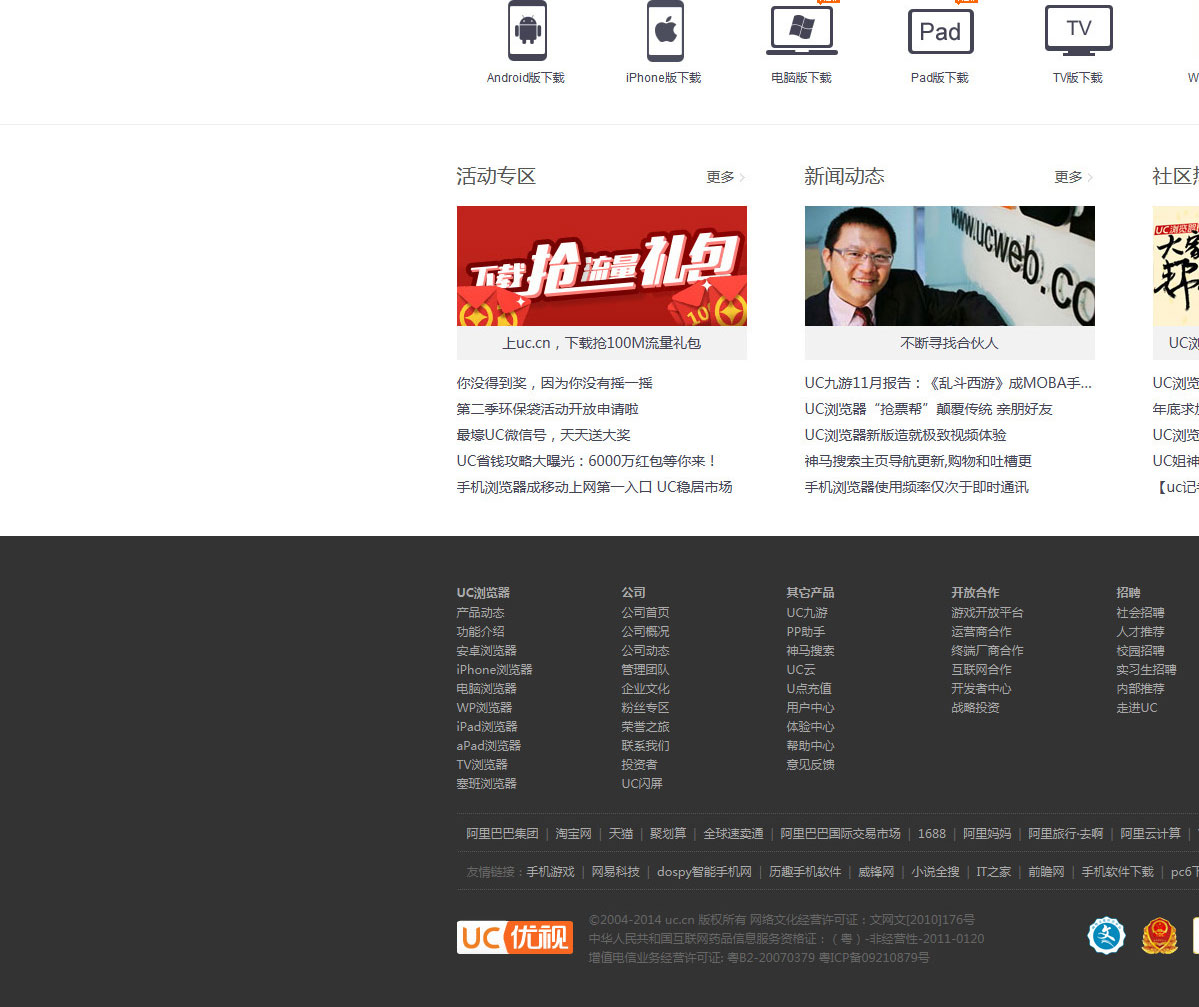 Pad
TV
Android版下载
iPhone版下载
电脑版下载
Pad版下载
TV版下载
W
活动专区 更多
新闻动态 更多
社区热
下载抢流量礼包
www.ucweb.co
上uc.cn，下载抢100M流量礼包
不断寻找合伙人
UC浏
你没得到奖，因为你没有摇一摇
第二季环保袋活动开放申请啦
最壕UC微信号，天天送大奖
UC省钱攻略大曝光：6000万红包等你来！
手机浏览器成移动上网第一入口 UC稳居市场
UC九游11月报告：《乱斗西游》成MOBA手...
UC浏览器“抢票帮”颠覆传统 亲朋好友
UC浏览器新版造就极致视频体验
神马搜索主页导航更新,购物和吐槽更
手机浏览器使用频率仅次于即时通讯
UC浏览
年底求
UC浏览
UC姐神
【uc记
UC浏览器
产品动态
功能介绍
安卓浏览器
iPhone浏览器
电脑浏览器
WP浏览器
iPad浏览器
aPad浏览器
TV浏览器
塞班浏览器
公司
公司首页
公司概况
公司动态
管理团队
企业文化
粉丝专区
荣誉之旅
联系我们
投资者
UC闪屏
其它产品
UC九游
PP助手
神马搜索
UC云
U点充值
用户中心
体验中心
帮助中心
意见反馈
开放合作
游戏开放平台
运营商合作
终端厂商合作
互联网合作
开发者中心
战略投资
招聘
社会招聘
人才推荐
校园招聘
实习生招聘
内部推荐
走进UC
阿里巴巴集团 | 淘宝网 | 天猫 | 聚划算 | 全球速卖通 | 阿里巴巴国际交易市场 | 1688 | 阿里妈妈 | 阿里旅行·去啊 | 阿里云计算 |
友情链接：手机游戏 | 网易科技 | dospy智能手机网 | 历趣手机软件 | 威锋网 | 小说全搜 | IT之家 | 前瞻网 | 手机软件下载 | pc6下
UC优视
©2004-2014 uc.cn 版权所有 网络文化经营许可证：文网文[2010]176号
中华人民共和国互联网药品信息服务资格证：（粤）-非经营性-2011-0120
增值电信业务经营许可证: 粤B2-20070379 粤ICP备09210879号